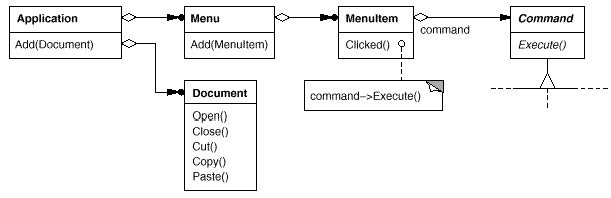 Application
Add(Document)
Menu
Add(MenuItem)
MenuItem
Clicked()
command
Command
Execute()
command->Execute()
Document
Open()
Close()
Cut()
Copy()
Paste()